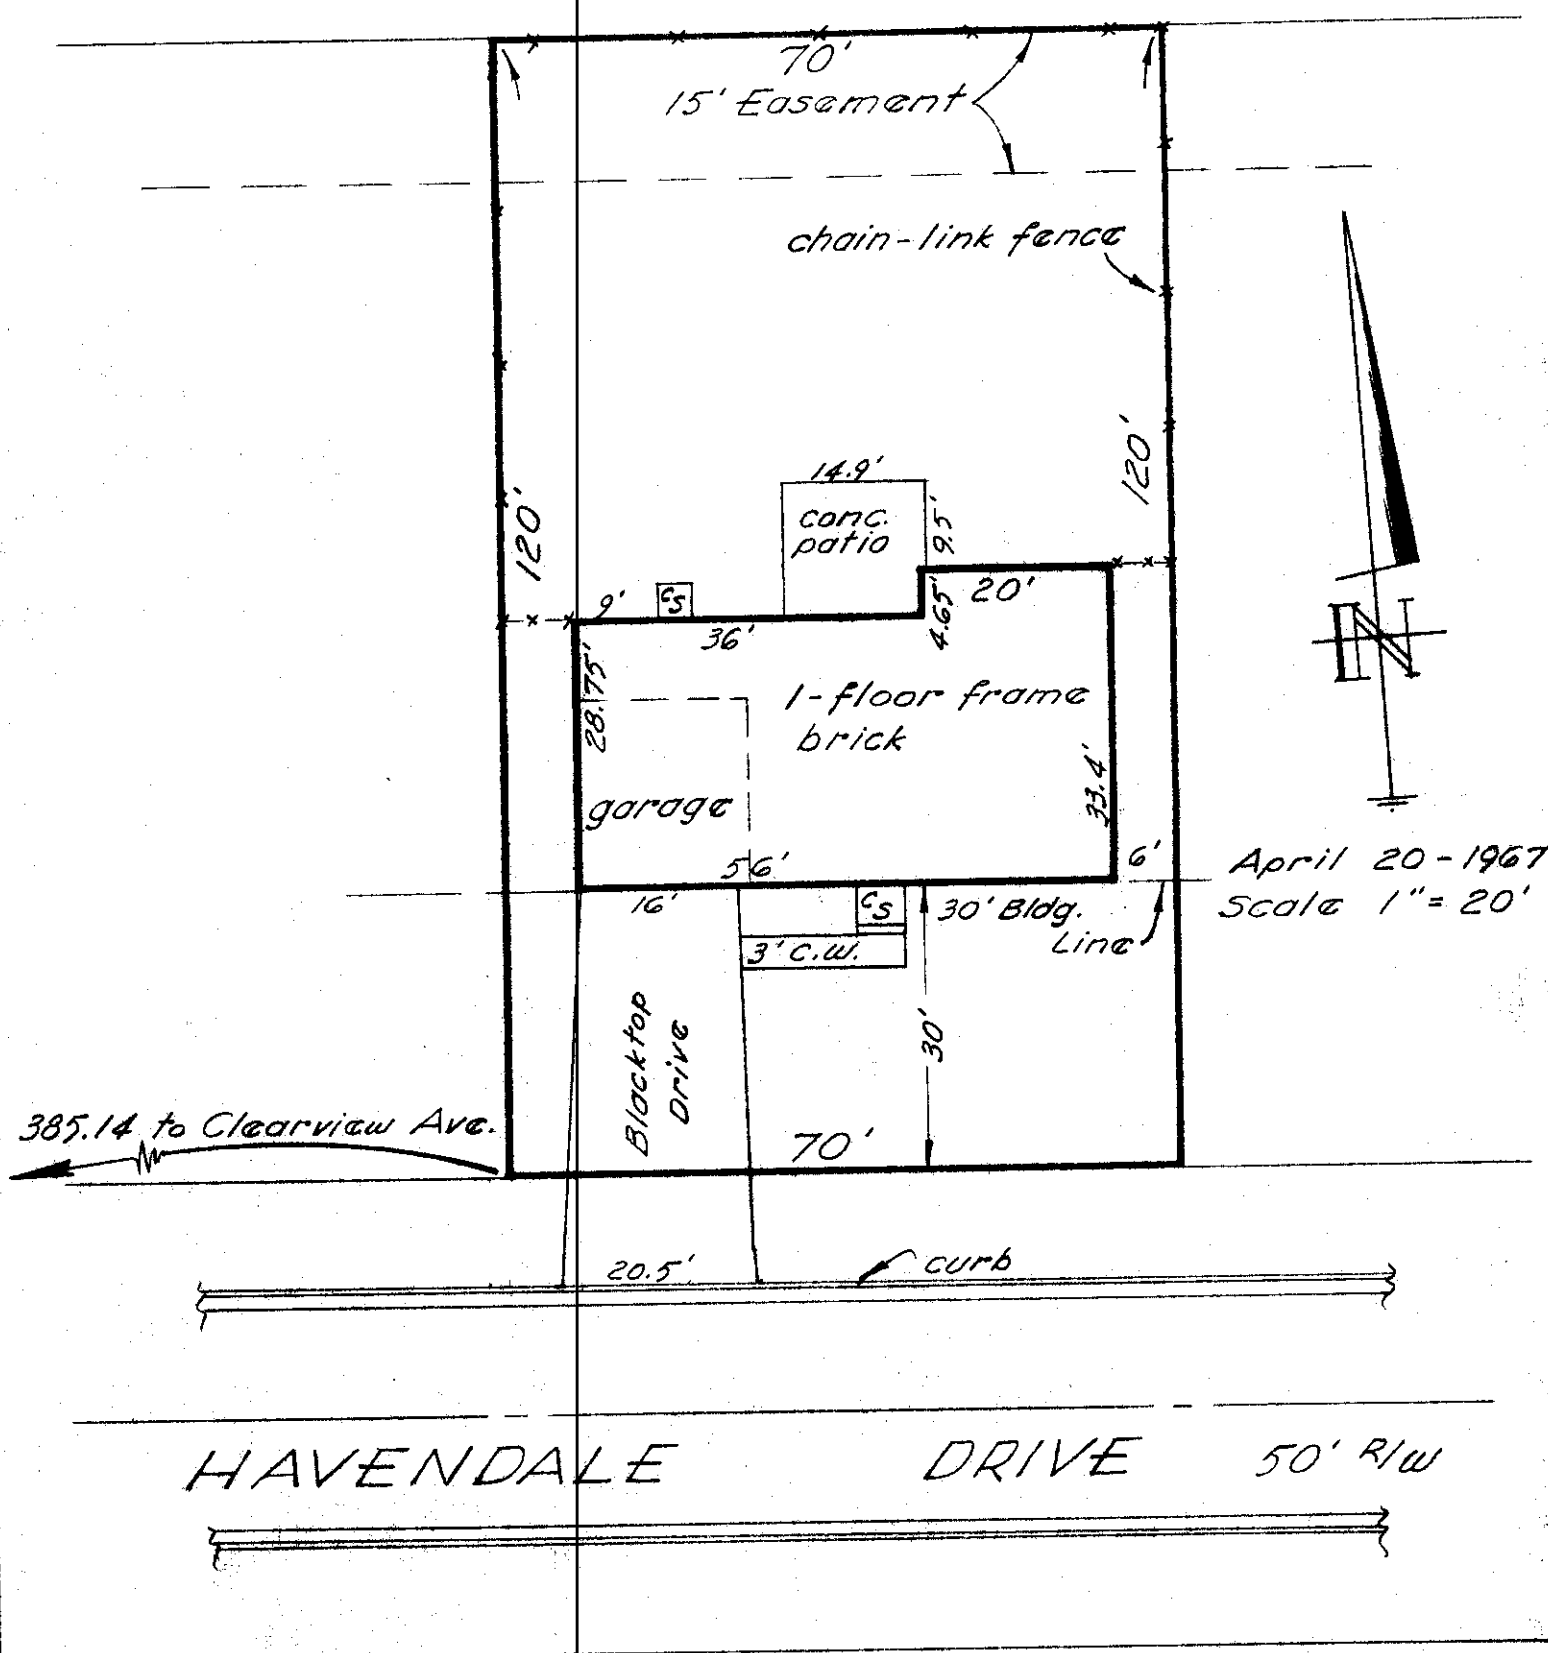 70'
15' Easement
chain-link fence
120'
120'
14.9'
conc.
patio
9.5'
9'
cs
36'
4.65'
20'
28.75'
1-floor frame
brick
33.4'
garage
56'
6'
16'
cs
30' Bldg.
Line
3' C.W.
April 20-1967
Scale 1"= 20'
N
Blacktop
Drive
30'
385.14 to Clearview Ave.
70'
20.5'
curb
HAVENDALE DRIVE 50' R/W